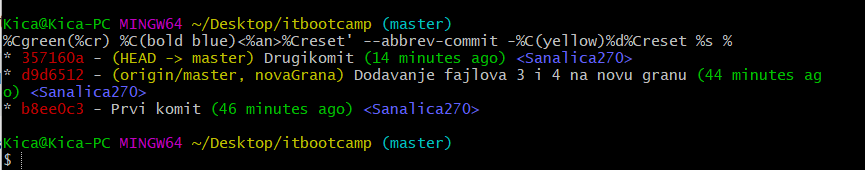 Kica@Kica-PC MINGW64 ~/Desktop/itbootcamp (master)
%Cgreen(%cr) %C(bold blue)<%an>%Creset' --abbrev-commit -%C(yellow)%d%Creset %s %
* 357160a - (HEAD -> master) Drugikomit (14 minutes ago) <Sanalica270>
* d9d6512 - (origin/master, novaGrana) Dodavanje fajlova 3 i 4 na novu granu (44 minutes ag
o) <Sanalica270>
* b8ee0c3 - Prvi komit (46 minutes ago) <Sanalica270>
Kica@Kica-PC MINGW64 ~/Desktop/itbootcamp (master)
$